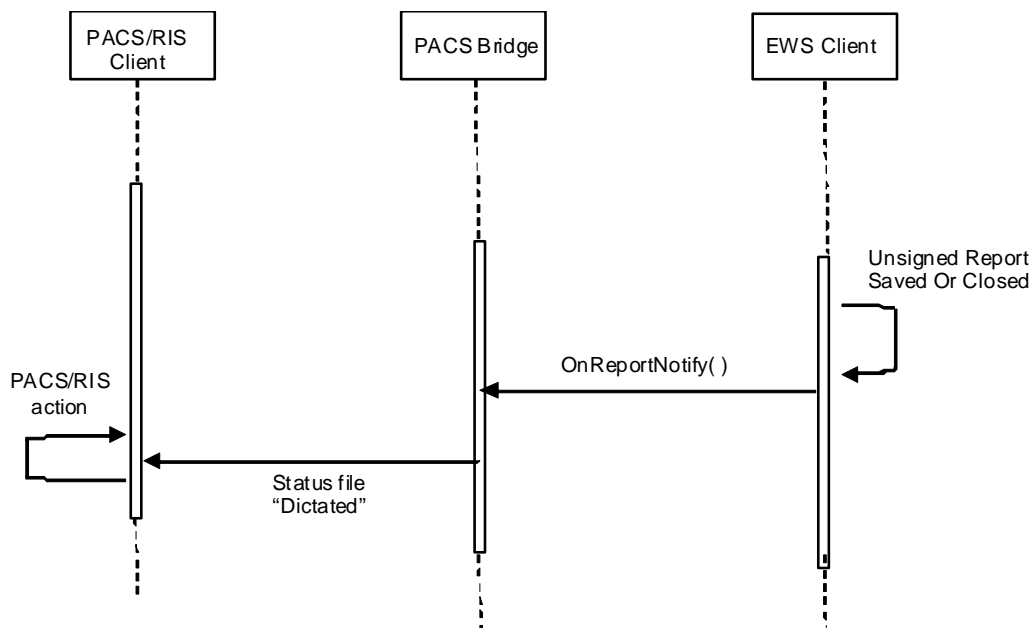 PACS/RIS
Client
PACS Bridge
EWS Client
Unsigned Report
Saved Or Closed
OnReportNotify( )
PACS/RIS
action
Status file
“Dictated”